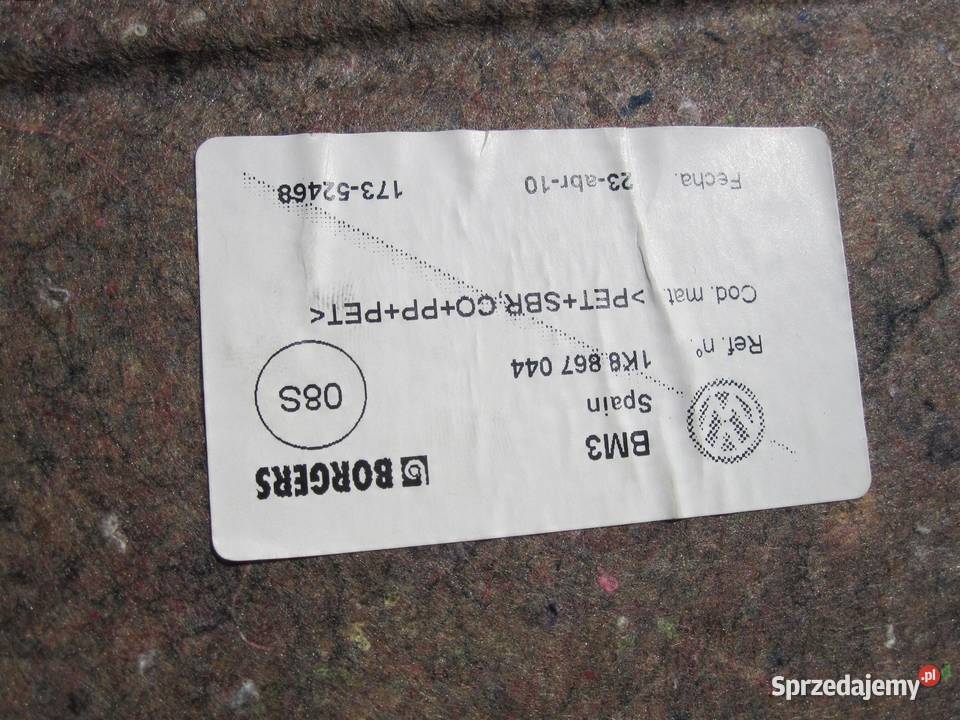 BORGERS
BM3
Spain
08S
Ref. nº 1K8 867 044
Cod. mat. >PET+SBR,CO+PP+PET<
Fecha. 23-abr-10 173-52468
Sprzedajemy.pl